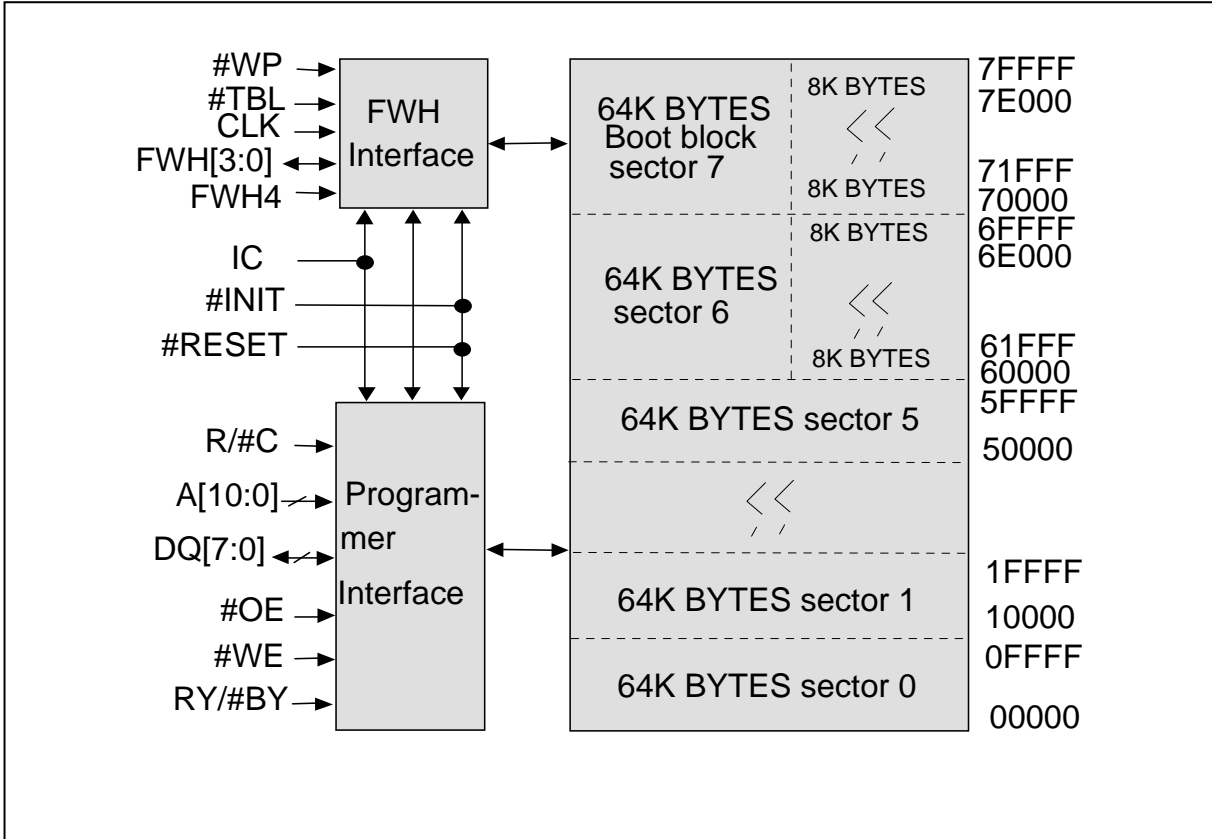 #WP
#TBL
CLK
FWH[3:0]
FWH4
IC
#INIT
#RESET
R/#C
A[10:0]
DQ[7:0]
#OE
#WE
RY/#BY
FWH
Interface
Program-
mer
Interface
64K BYTES
Boot block
sector 7
8K BYTES
8K BYTES
64K BYTES
sector 6
8K BYTES
8K BYTES
64K BYTES sector 5
64K BYTES sector 1
64K BYTES sector 0
7FFFF
7E000
71FFF
70000
6FFFF
6E000
61FFF
60000
5FFFF
50000
1FFFF
10000
0FFFF
00000